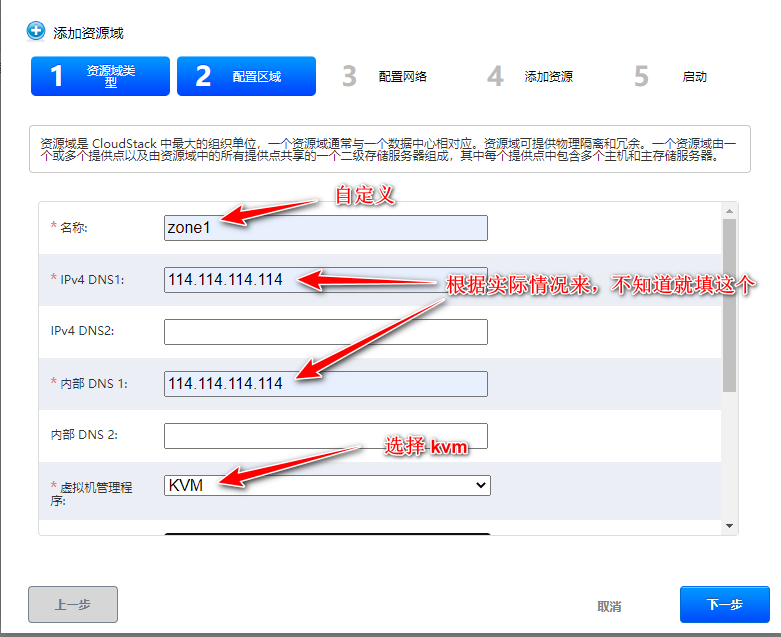 添加资源域
1 资源域类
型
2 配置区域
3 配置网络
4 添加资源
5 启动
资源域是 CloudStack 中最大的组织单位，一个资源域通常与一个数据中心相对应。资源域可提供物理隔离和冗余。一个资源域由一
个或多个提供点以及由资源域中的所有提供点共享的一个二级存储服务器组成，其中每个提供点中包含多个主机和主存储服务器。
自定义
* 名称: zone1
* IPv4 DNS1: 114.114.114.114
根据实际情况来，不知道就填这个
IPv4 DNS2:
* 内部 DNS 1: 114.114.114.114
内部 DNS 2:
选择 kvm
* 虚拟机管理程
序: KVM
上一步 取消 下一步